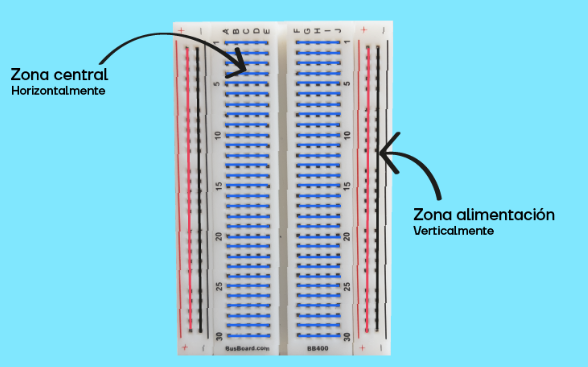 + − A B C D E F G H I J + −
1 1
5 5
10 10
15 15
20 20
25 25
30 30
+ − BusBoard.com BB400 + −
Zona central
Horizontalmente
Zona alimentación
Verticalmente